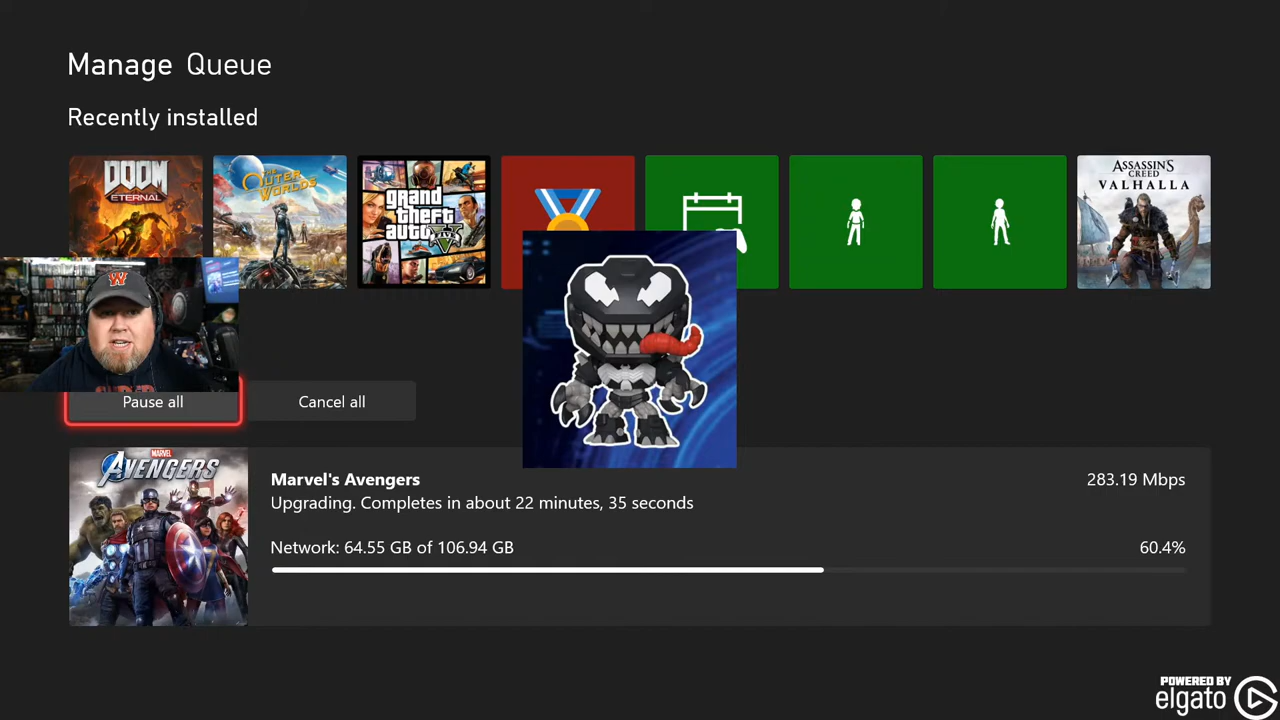 Manage Queue
Recently installed
DOOM
ETERNAL
THE
OUTER
WORLDS
grand
theft
auto
V
ASSASSIN'S
CREED
VALHALLA
W
Pause all
Cancel all
MARVEL
AVENGERS
Marvel's Avengers
283.19 Mbps
Upgrading. Completes in about 22 minutes, 35 seconds
Network: 64.55 GB of 106.94 GB
60.4%
POWERED BY
elgato